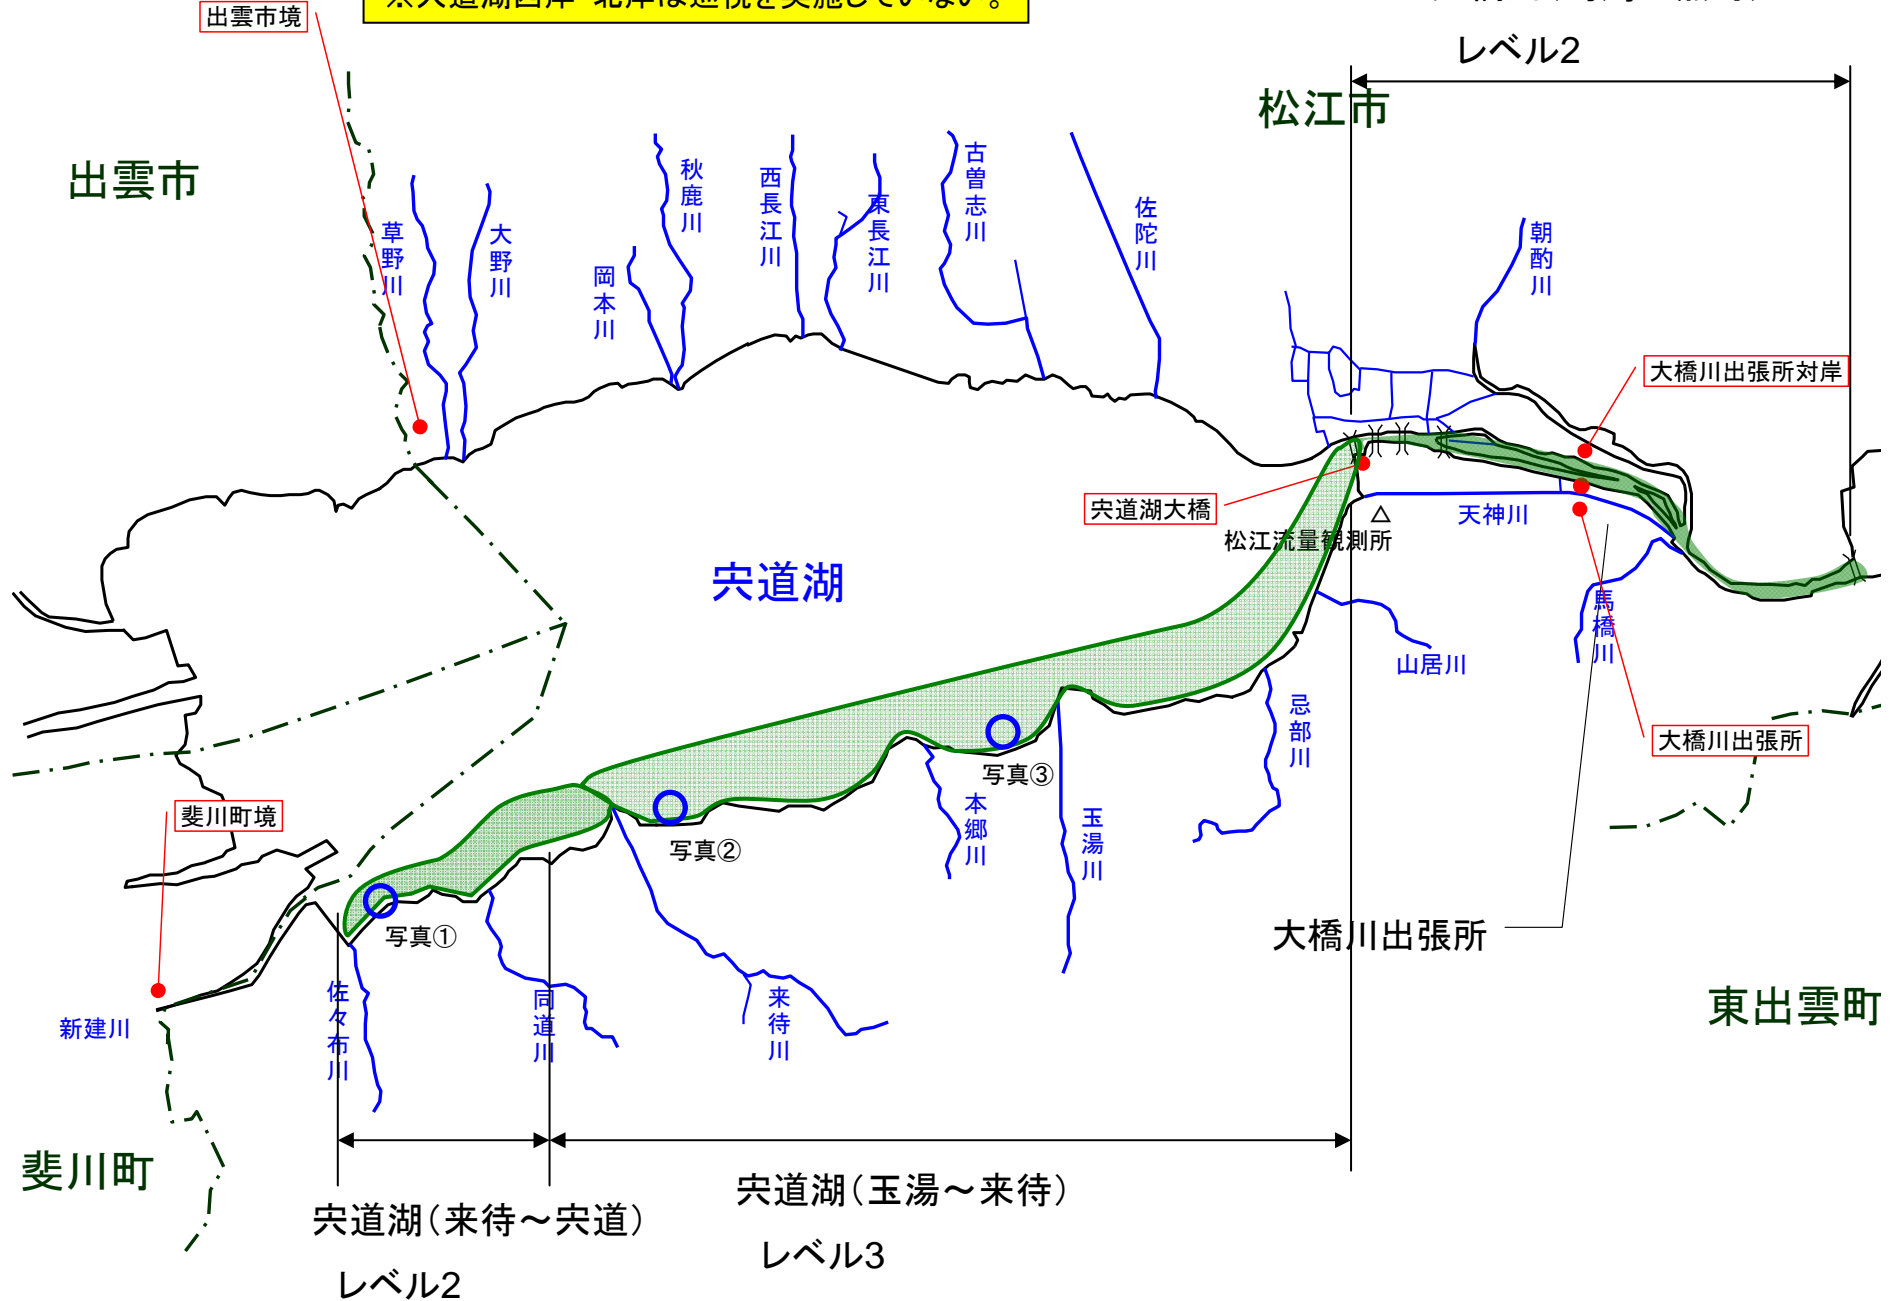 出雲市境
レベル2
松江市
出雲市
草野川
大野川
岡本川
秋鹿川
西長江川
東長江川
古曽志川
佐陀川
朝酌川
大橋川出張所対岸
宍道湖大橋
松江流量観測所
天神川
宍道湖
馬橋川
山居川
忌部川
大橋川出張所
写真③
斐川町境
写真②
本郷川
玉湯川
写真①
大橋川出張所
佐々布川
同道川
来待川
新建川
東出雲町
斐川町
宍道湖(玉湯～来待)
レベル3
宍道湖(来待～宍道)
レベル2